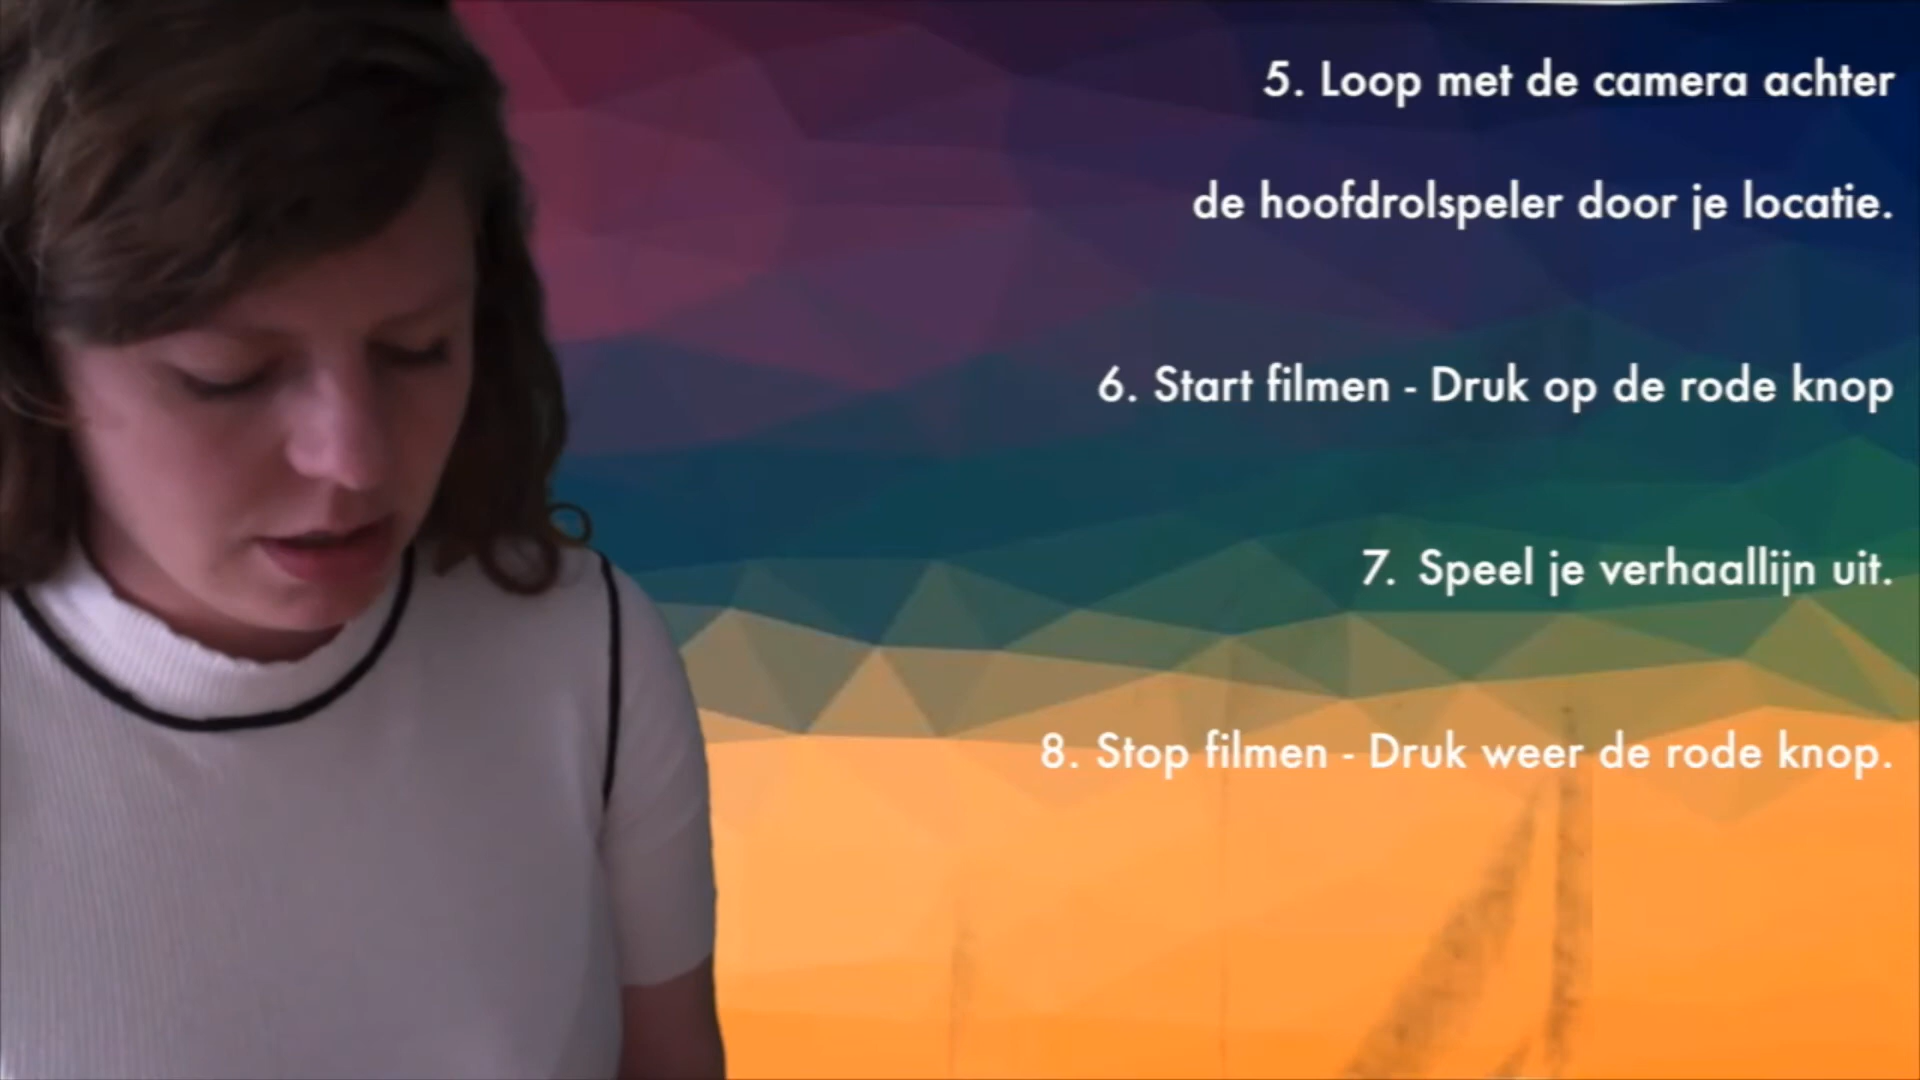 5. Loop met de camera achter
de hoofdrolspeler door je locatie.
6. Start filmen - Druk op de rode knop
7. Speel je verhaallijn uit.
8. Stop filmen - Druk weer de rode knop.